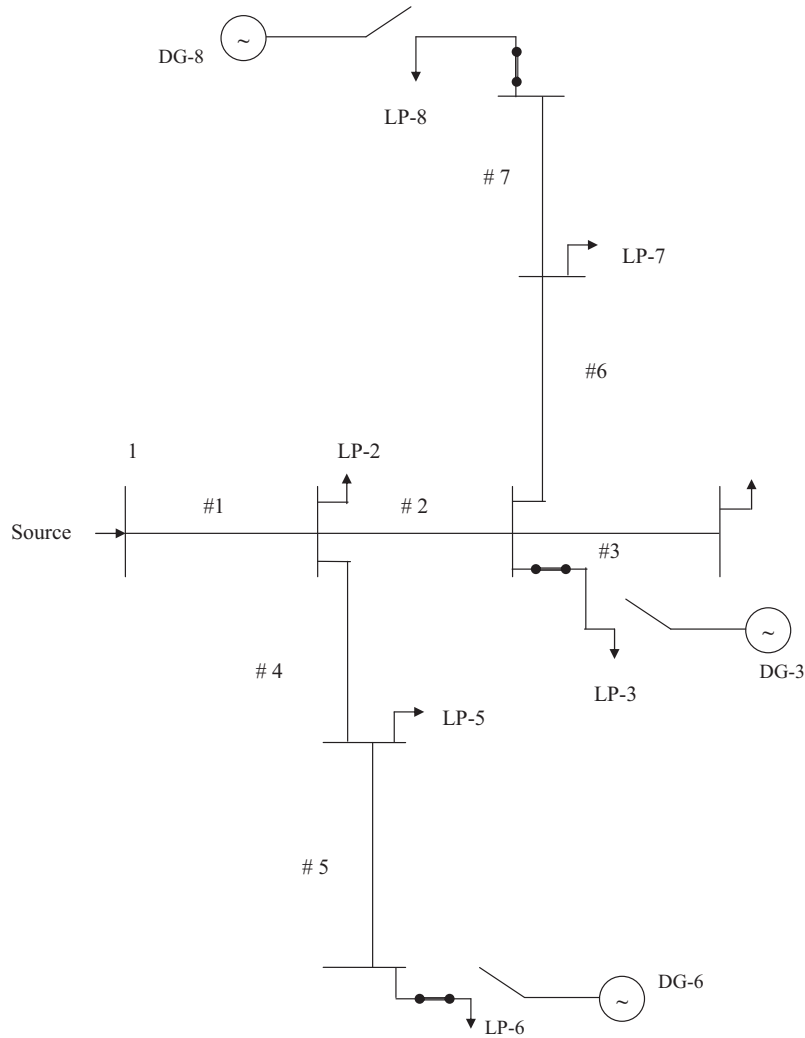 ~
DG-8
LP-8
# 7
LP-7
#6
1
LP-2
#1
# 2
Source
#3
~
DG-3
LP-3
# 4
LP-5
# 5
DG-6
~
LP-6